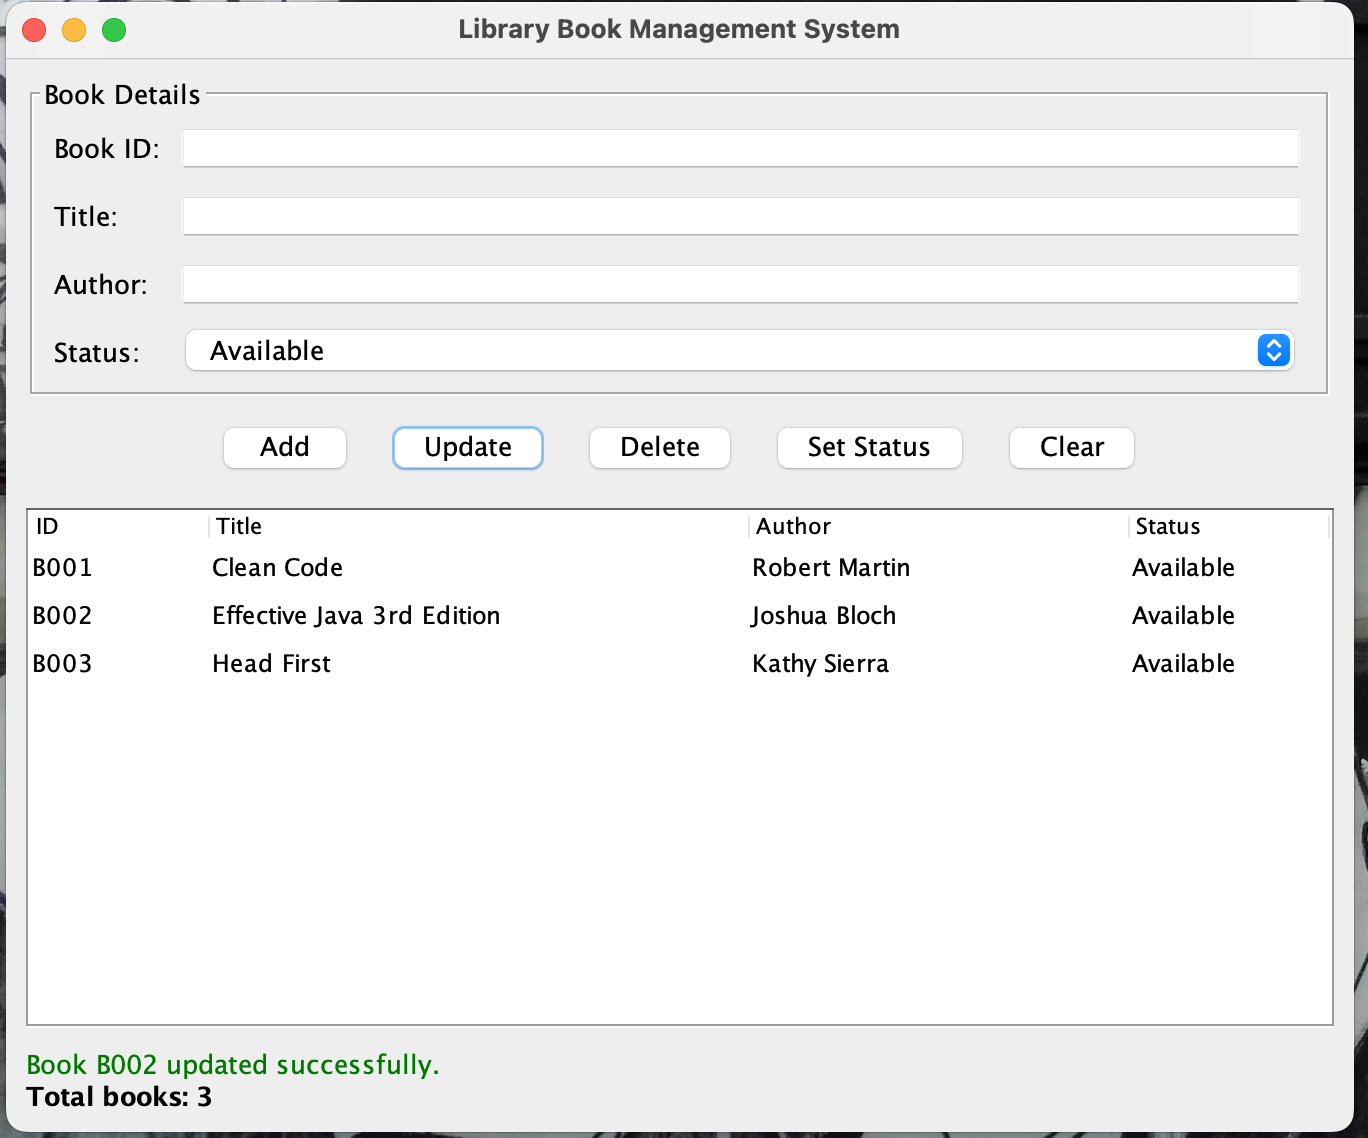 Library Book Management System
Book Details
Book ID:
Title:
Author:
Status: Available
Add Update Delete Set Status Clear
ID Title Author Status
B001 Clean Code Robert Martin Available
B002 Effective Java 3rd Edition Joshua Bloch Available
B003 Head First Kathy Sierra Available
Book B002 updated successfully.
Total books: 3